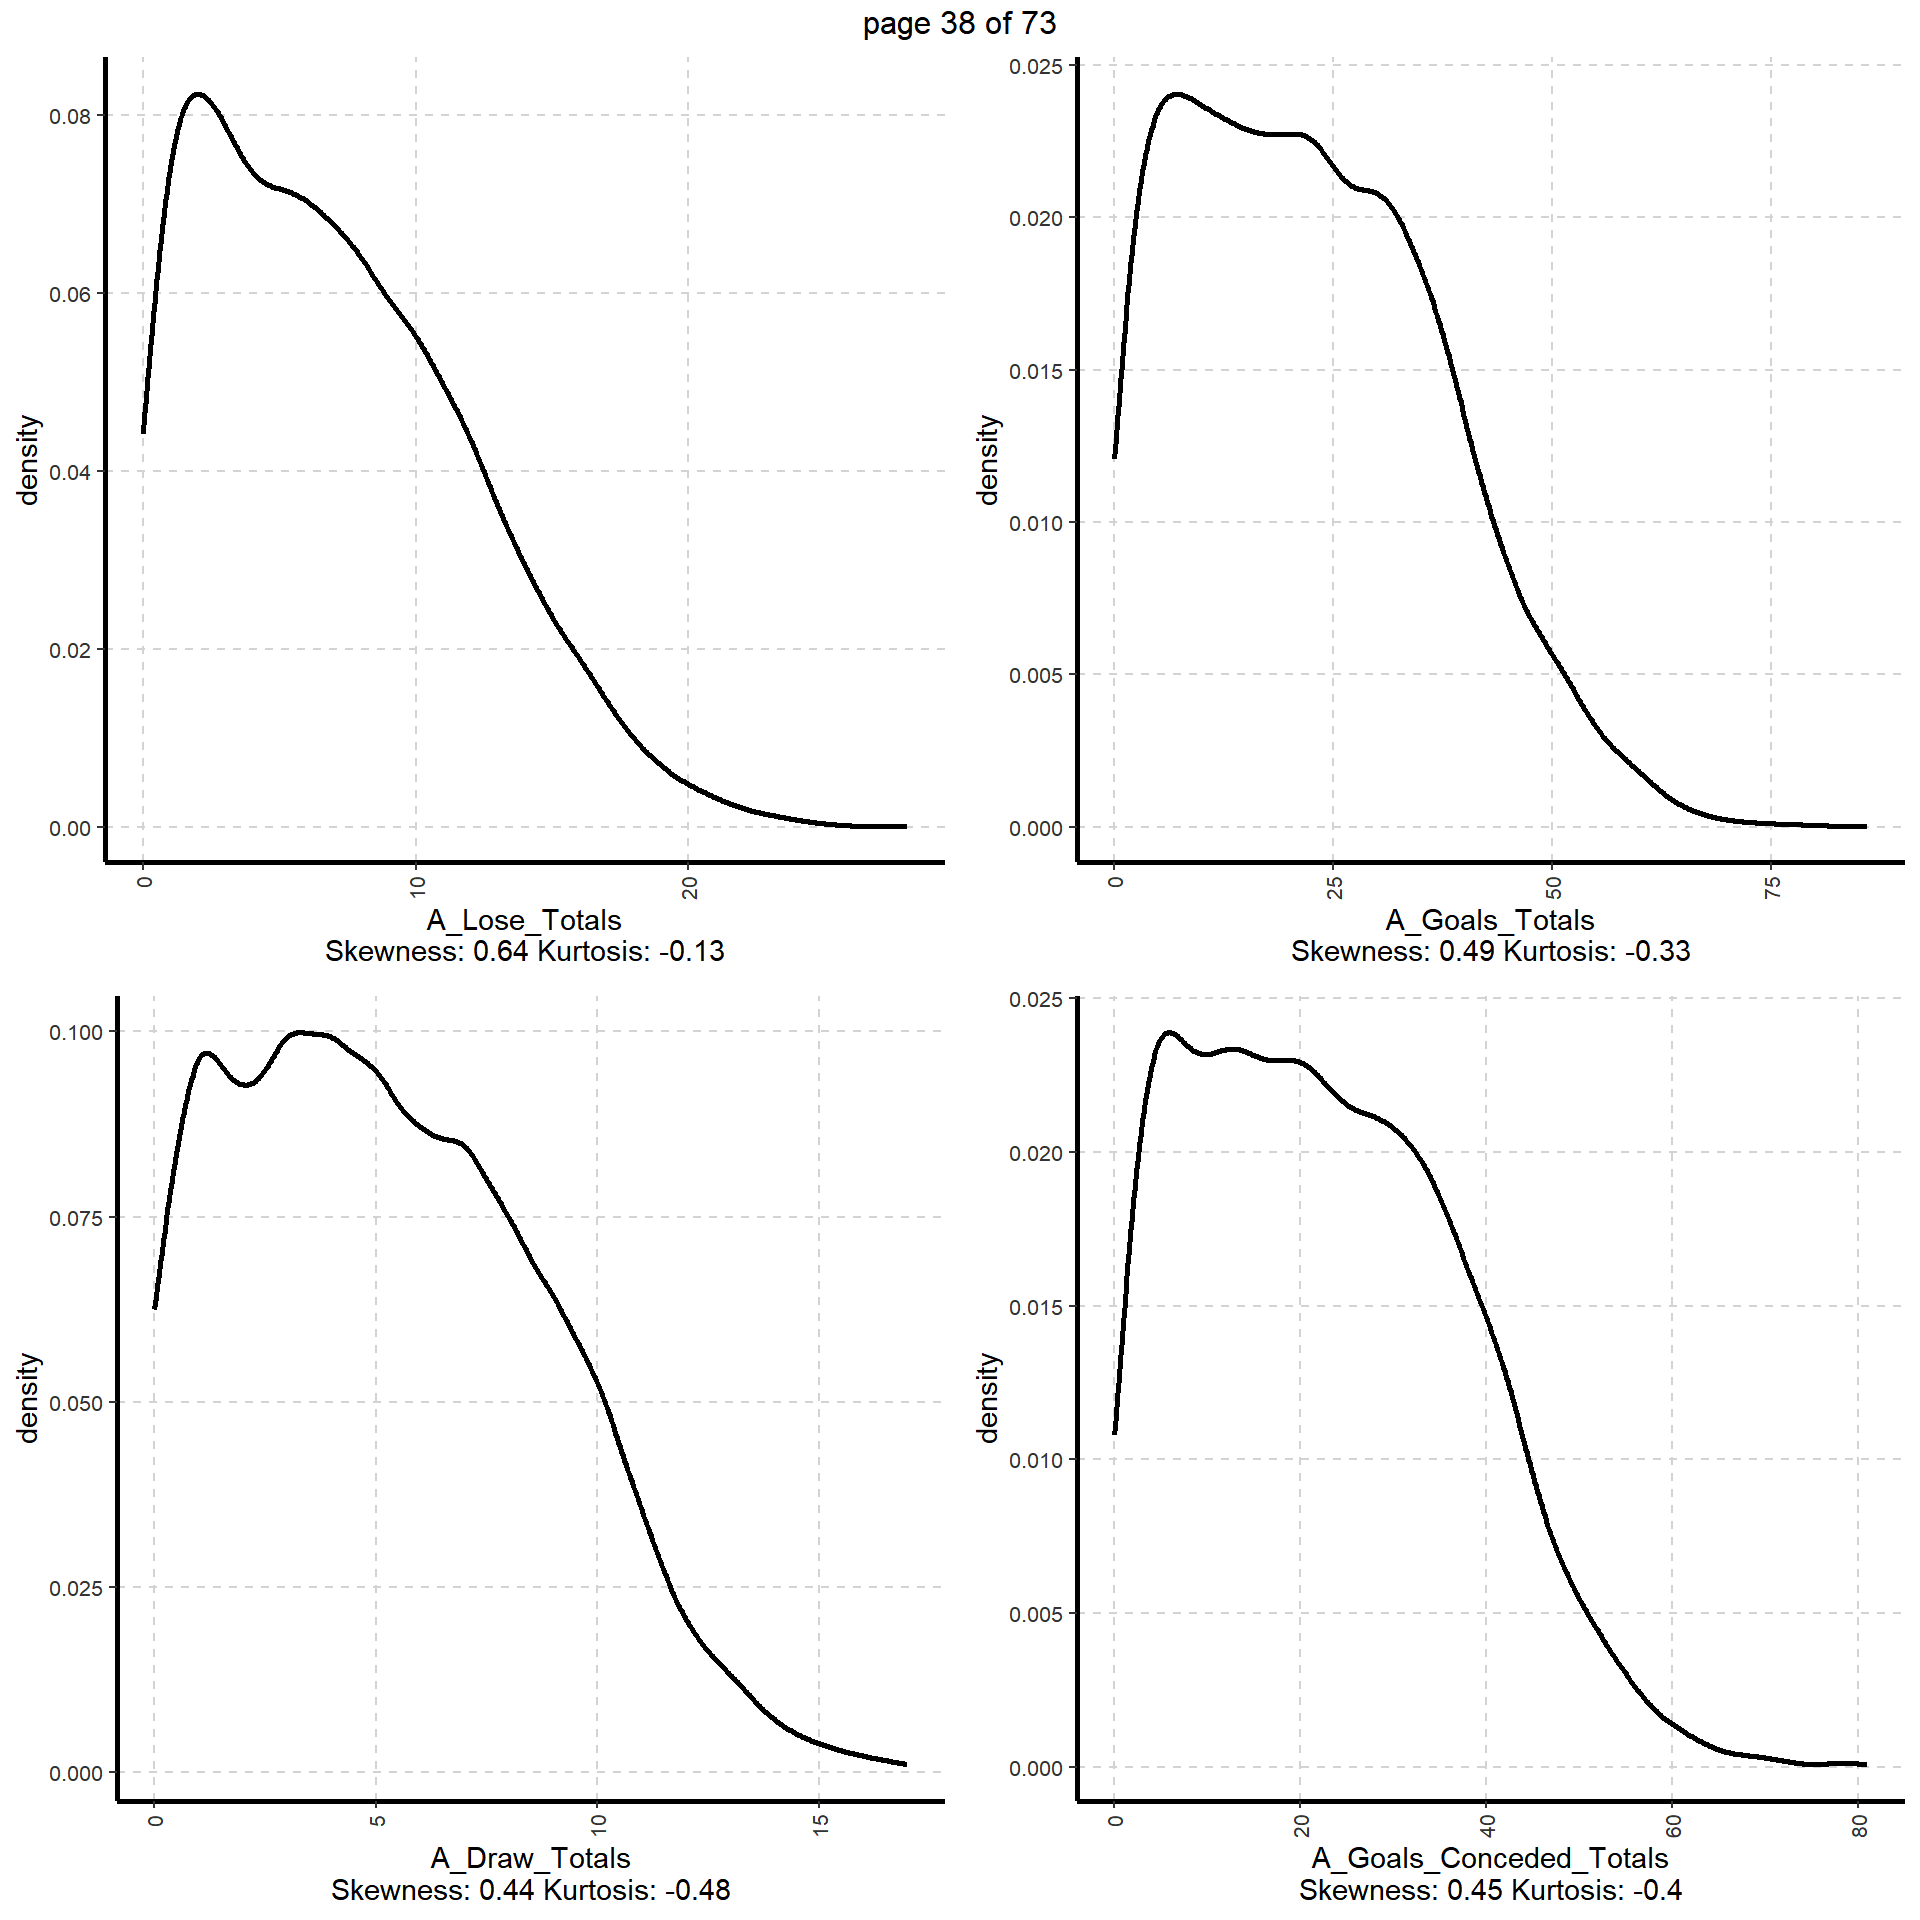 page 38 of 73
density
0.08
0.06
0.04
0.02
0.00
0
10
20
A_Lose_Totals
Skewness: 0.64 Kurtosis: -0.13
density
0.025
0.020
0.015
0.010
0.005
0.000
0
25
50
75
A_Goals_Totals
Skewness: 0.49 Kurtosis: -0.33
density
0.100
0.075
0.050
0.025
0.000
0
5
10
15
A_Draw_Totals
Skewness: 0.44 Kurtosis: -0.48
density
0.025
0.020
0.015
0.010
0.005
0.000
0
20
40
60
80
A_Goals_Conceded_Totals
Skewness: 0.45 Kurtosis: -0.4